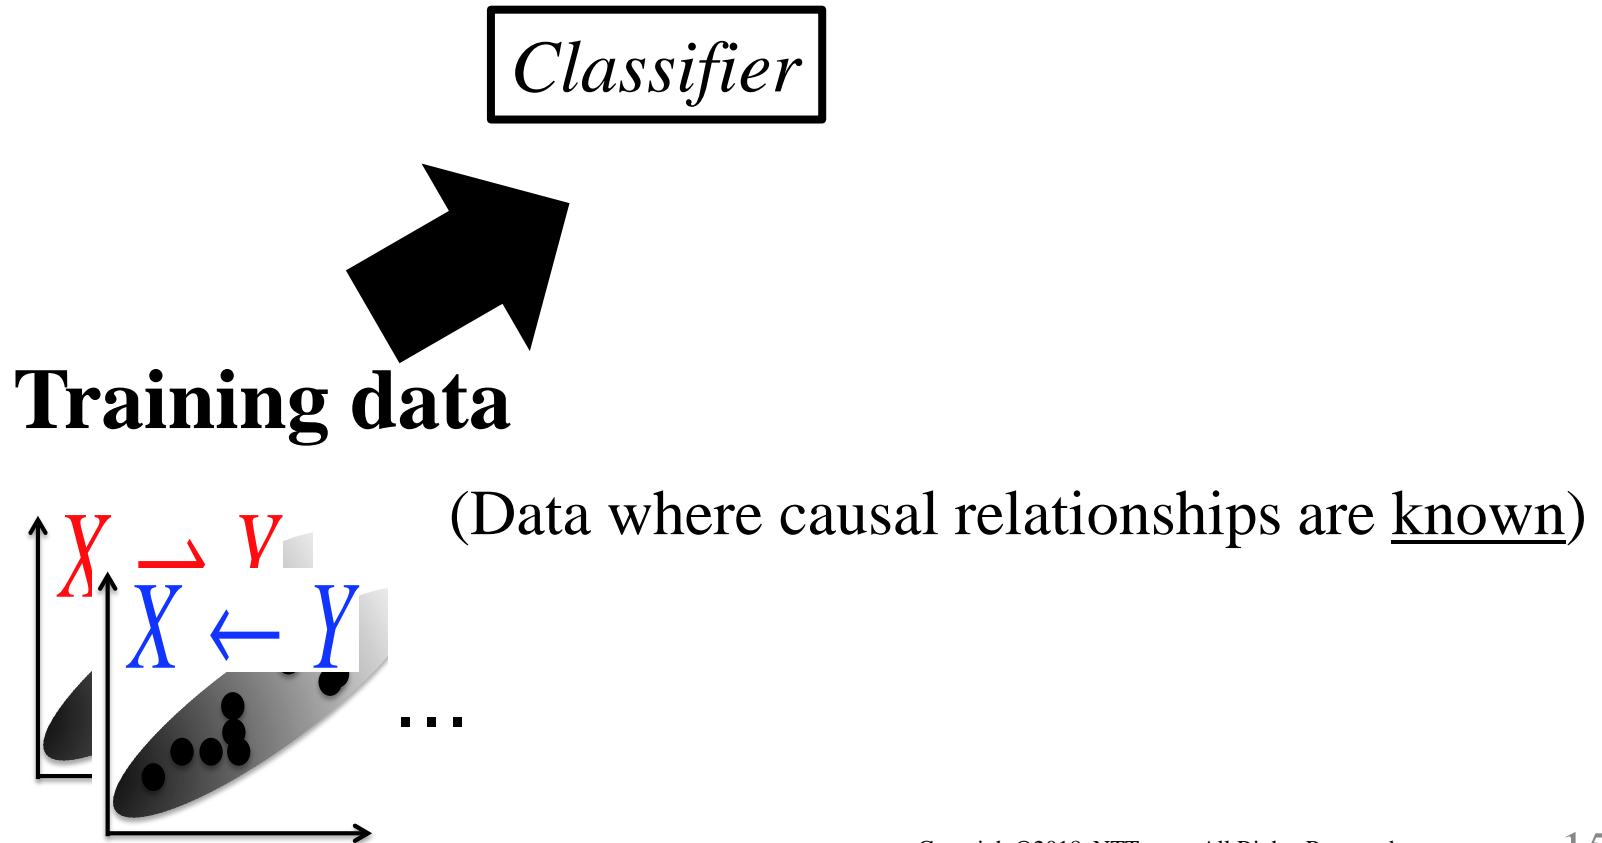 Classifier
Training data
(Data where causal relationships are known)
X → Y
X ← Y
...